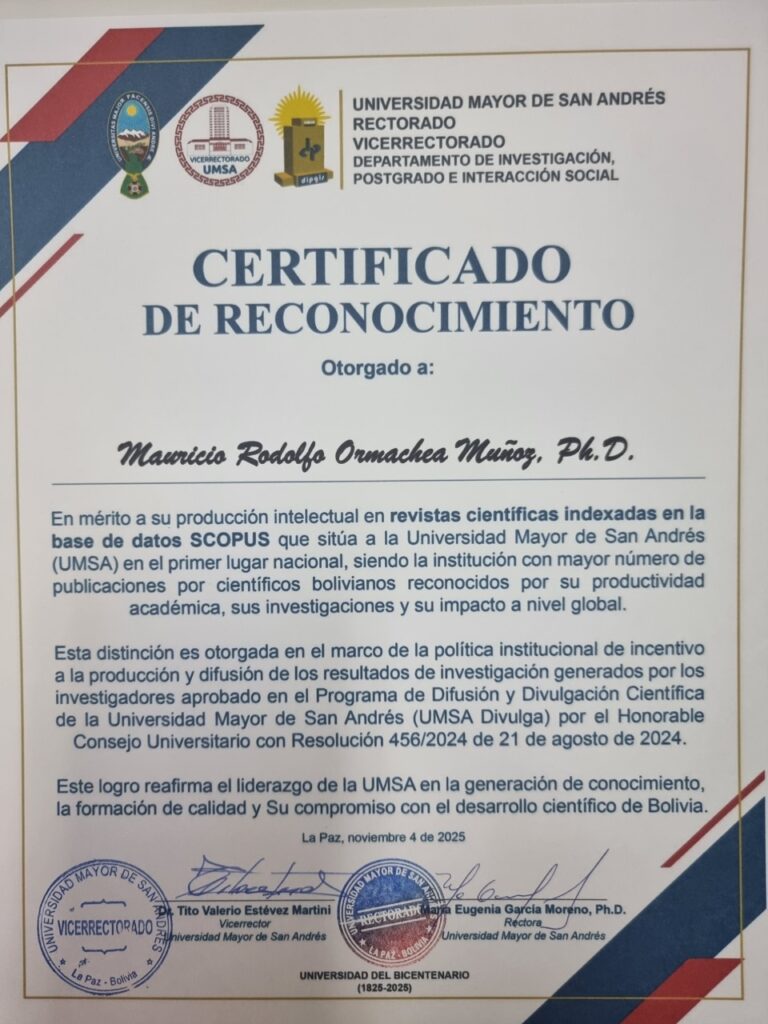 UNIVERSIDAD MAYOR DE SAN ANDRÉS
RECTORADO
VICERRECTORADO
DEPARTAMENTO DE INVESTIGACIÓN,
POSTGRADO E INTERACCIÓN SOCIAL
VICERRECTORADO
UMSA
dipgis
CERTIFICADO
DE RECONOCIMIENTO
Otorgado a:
Mauricio Rodolfo Ormachea Muñoz, Ph.D.
En mérito a su producción intelectual en revistas científicas indexadas en la
base de datos SCOPUS que sitúa a la Universidad Mayor de San Andrés
(UMSA) en el primer lugar nacional, siendo la institución con mayor número de
publicaciones por científicos bolivianos reconocidos por su productividad
académica, sus investigaciones y su impacto a nivel global.
Esta distinción es otorgada en el marco de la política institucional de incentivo
a la producción y difusión de los resultados de investigación generados por los
investigadores aprobado en el Programa de Difusión y Divulgación Científica
de la Universidad Mayor de San Andrés (UMSA Divulga) por el Honorable
Consejo Universitario con Resolución 456/2024 de 21 de agosto de 2024.
Este logro reafirma el liderazgo de la UMSA en la generación de conocimiento,
la formación de calidad y Su compromiso con el desarrollo científico de Bolivia.
La Paz, noviembre 4 de 2025
UNIVERSIDAD MAYOR DE SAN ANDRÉS
VICERRECTORADO
La Paz - Bolivia
Dr. Tito Valerio Estévez Martini
Vicerrector
Universidad Mayor de San Andrés
UNIVERSIDAD MAYOR DE SAN
RECTORADO
LA PAZ - BOLIVIA
María Eugenia García Moreno, Ph.D.
Rectora
Universidad Mayor de San Andrés
UNIVERSIDAD DEL BICENTENARIO
(1825-2025)